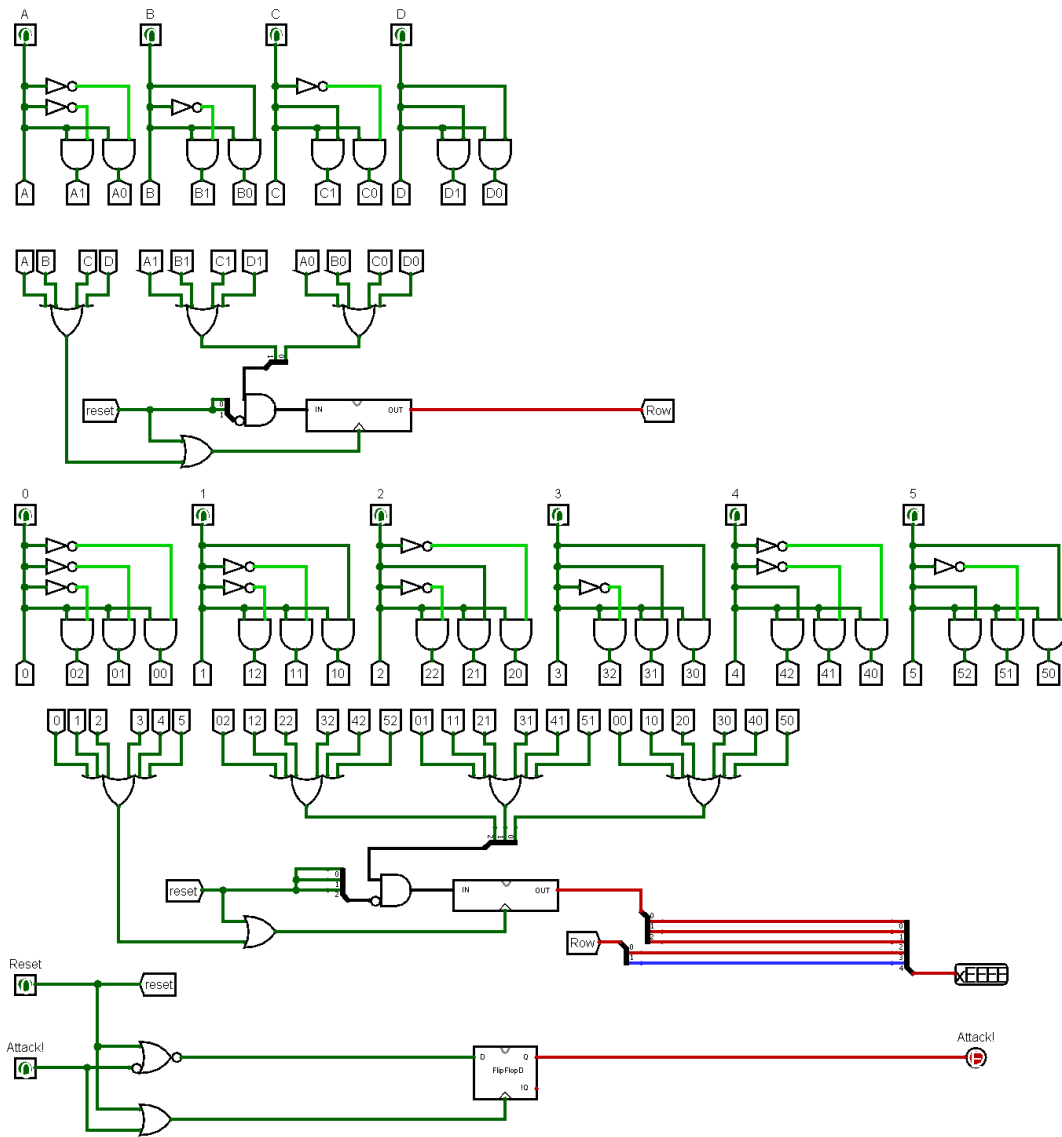 A B C D
A A1 A0 B B1 B0 C C1 C0 D D1 D0
A B C D A1 B1 C1 D1 A0 B0 C0 D0
1 0
reset 0 1 IN OUT Row
0 1 2 3 4 5
0 02 01 00 1 12 11 10 2 22 21 20 3 32 31 30 4 42 41 40 5 52 51 50
0 1 2 3 4 5 02 12 22 32 42 52 01 11 21 31 41 51 00 10 20 30 40 50
2 1 0
reset 0 1 2 IN OUT
0 1 2 0 1 2 3 4
Row 0 1
Reset
reset xEEEE
Attack! Attack!
D Q E
FlipFlopD
!Q